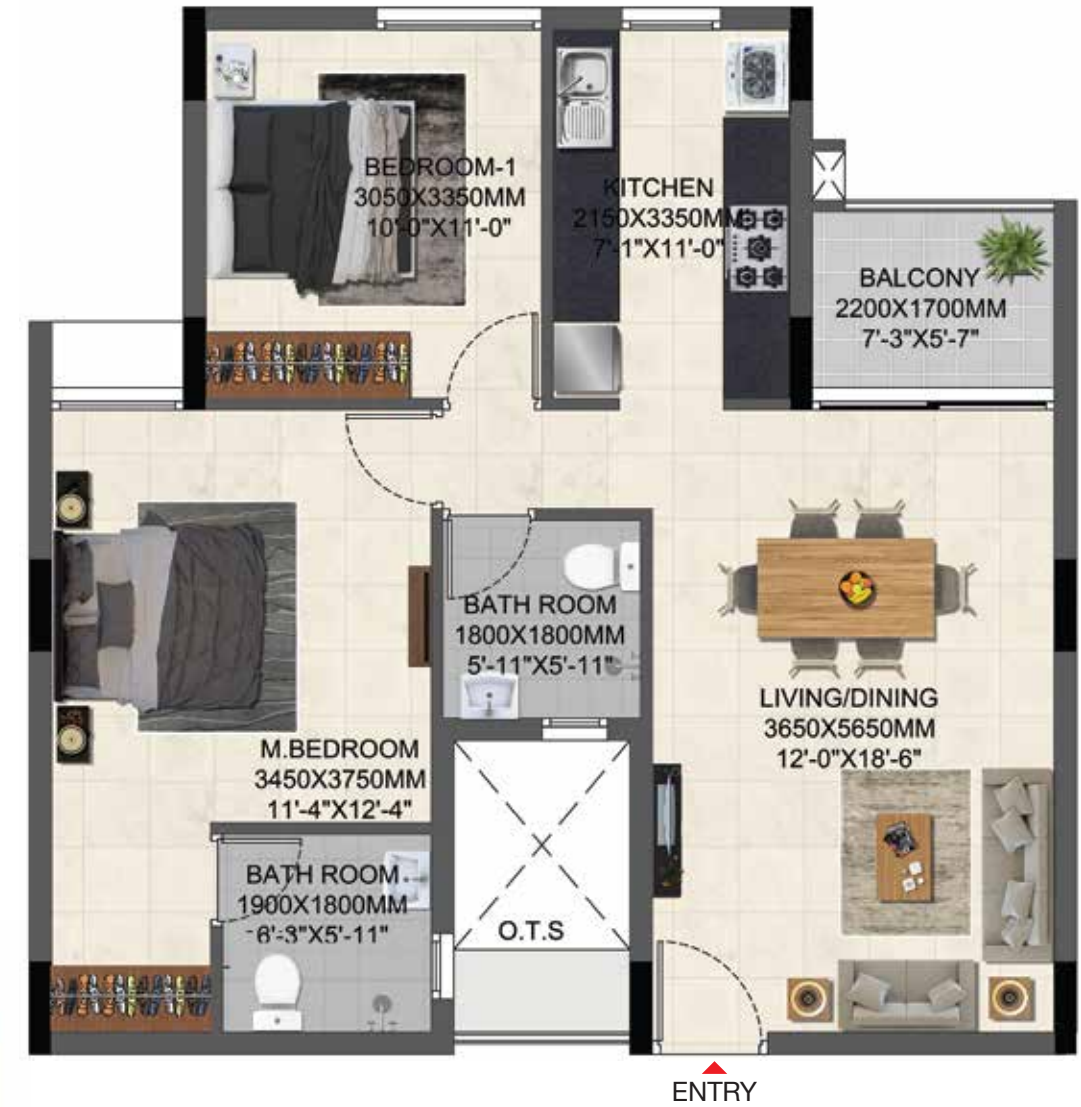 BEDROOM-1
3050X3350MM
10'-0"X11'-0"
KITCHEN
2150X3350MM
7'-1"X11'-0"
BALCONY
2200X1700MM
7'-3"X5'-7"
BATH ROOM
1800X1800MM
5'-11"X5'-11"
LIVING/DINING
3650X5650MM
12'-0"X18'-6"
M.BEDROOM
3450X3750MM
11'-4"X12'-4"
BATH ROOM
1900X1800MM
6'-3"X5'-11"
O.T.S
ENTRY